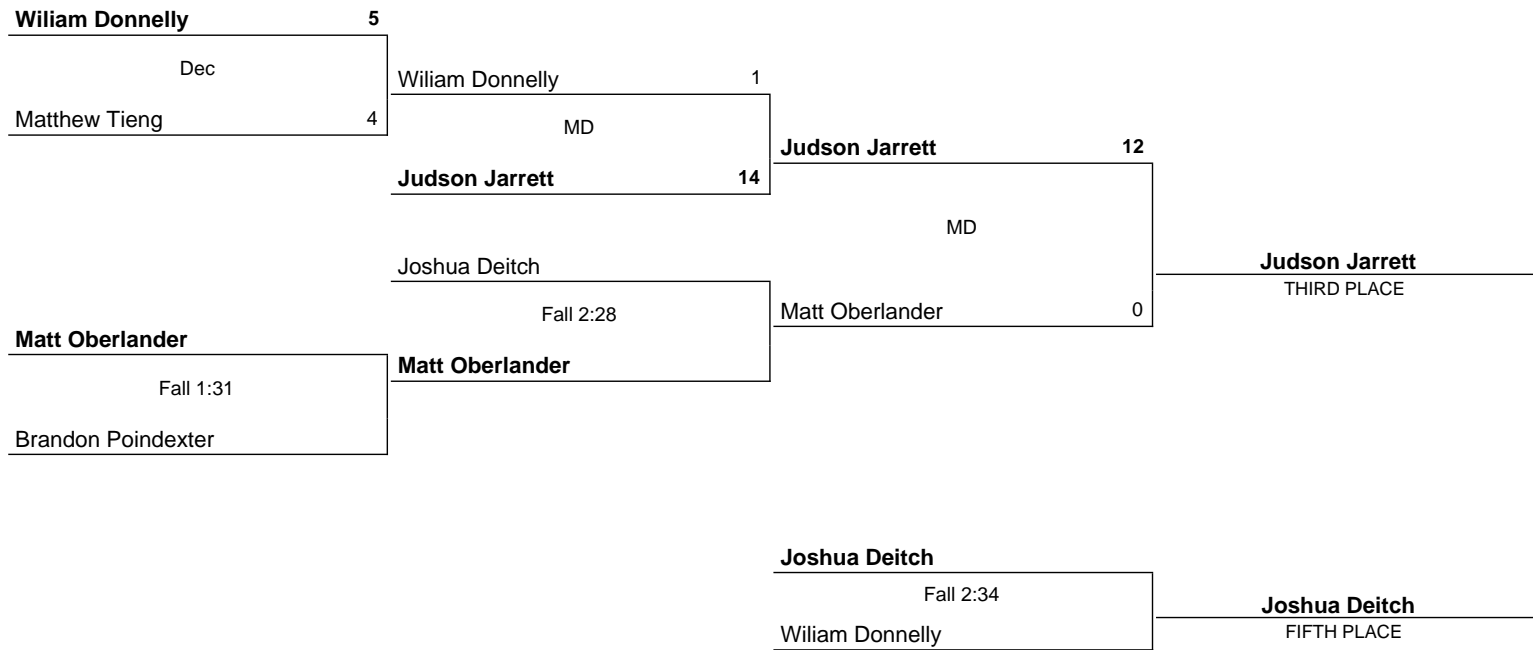 Wiliam Donnelly 5
Dec
Matthew Tieng 4
Wiliam Donnelly 1
MD
Judson Jarrett 14
Joshua Deitch
Fall 2:28
Matt Oberlander
Matt Oberlander
Fall 1:31
Brandon Poindexter
Judson Jarrett 12
MD
Matt Oberlander 0
Judson Jarrett
THIRD PLACE
Joshua Deitch
Fall 2:34
Wiliam Donnelly
Joshua Deitch
FIFTH PLACE